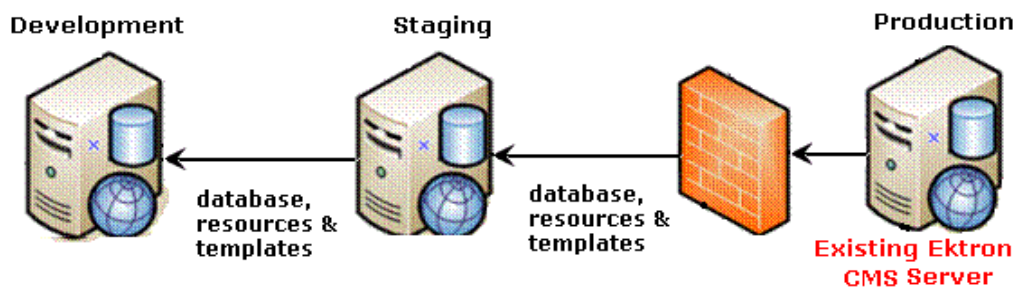 Development
Staging
Production
database,
resources &
templates
database,
resources &
templates
Existing Ektron
CMS Server